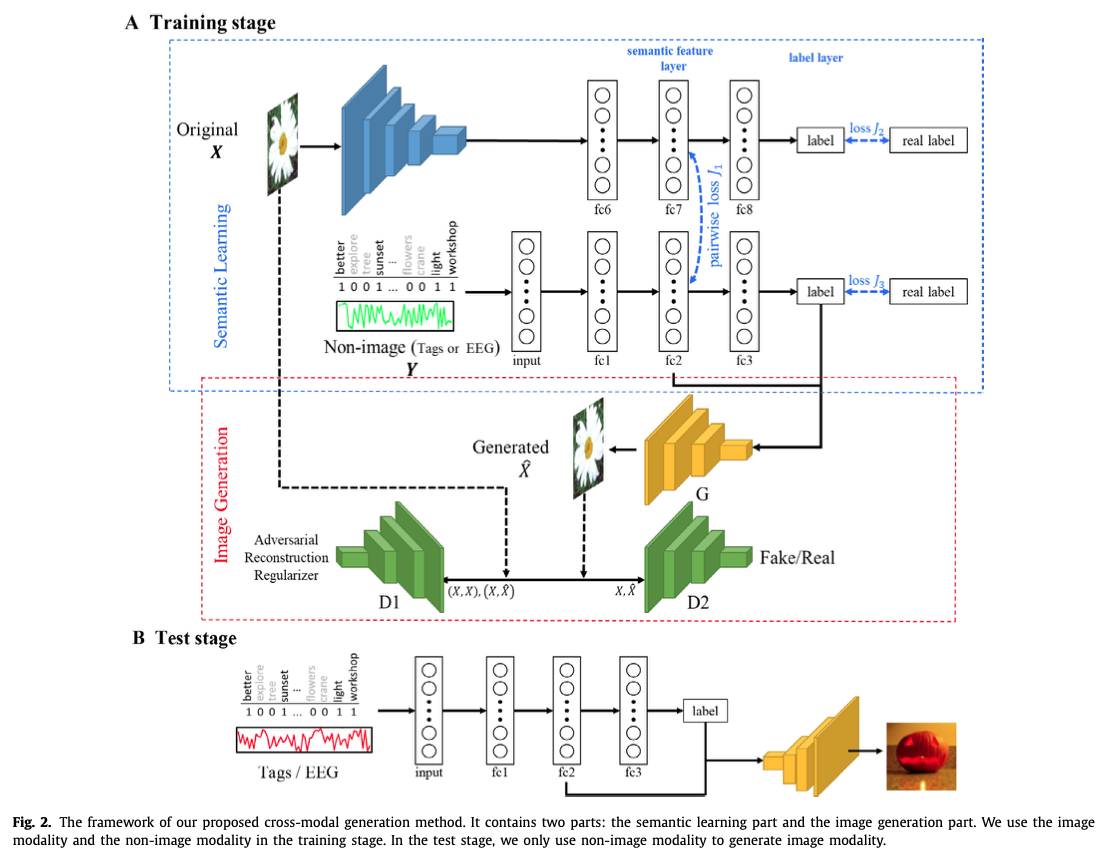 A Training stage
semantic feature
layer
label layer
Original
X
label
loss J2
real label
fc6
fc7
fc8
pairwise loss J1
Semantic Learning
better
explore
tree
sunset
...
flowers
crane
light
workshop
1 0 0 1 ... 0 0 1 1
label
loss J3
real label
Non-image (Tags or EEG)
Y
input
fc1
fc2
fc3
Image Generation
Generated
X̂
G
Adversarial
Reconstruction
Regularizer
D1
(X,X),(X,X̂)
X,X̂
D2
Fake/Real
B Test stage
better
explore
tree
sunset
...
flowers
crane
light
workshop
1 0 0 1 ... 0 0 1 1
Tags / EEG
input
fc1
fc2
fc3
label
Fig. 2. The framework of our proposed cross-modal generation method. It contains two parts: the semantic learning part and the image generation part. We use the image
modality and the non-image modality in the training stage. In the test stage, we only use non-image modality to generate image modality.